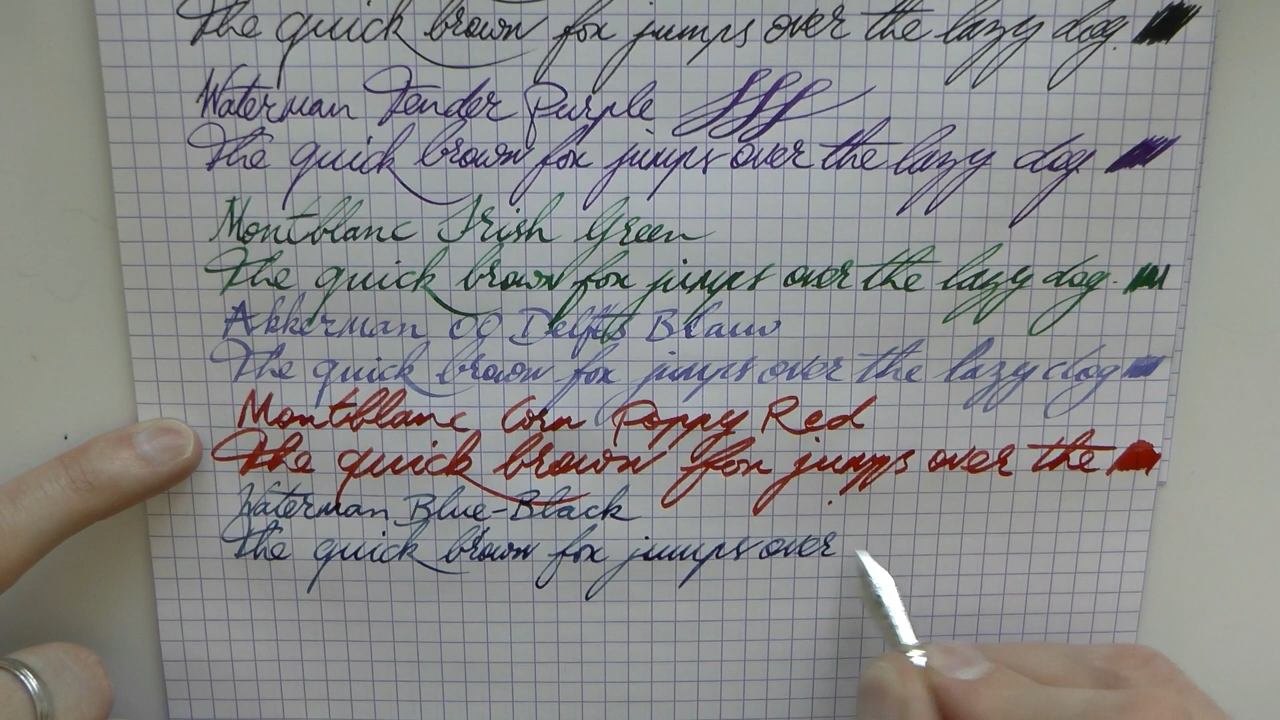 The quick brown fox jumps over the lazy dog.
Waterman Tender Purple
The quick brown fox jumps over the lazy dog.
Montblanc Irish Green
The quick brown fox jumps over the lazy dog.
Akkerman 09 Delfts Blauw
The quick brown fox jumps over the lazy dog
Montblanc Corn Poppy Red
The quick brown fox jumps over the
Waterman Blue-Black
The quick brown fox jumps over